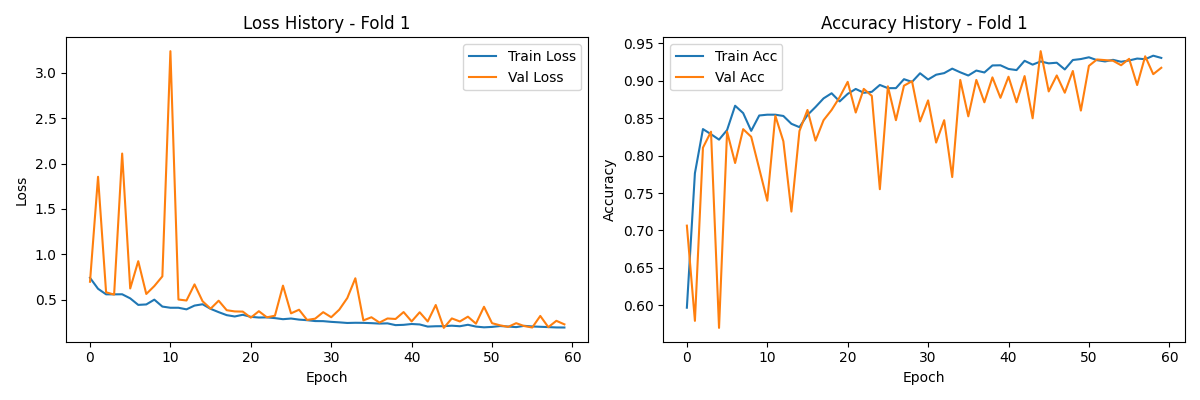 Loss History - Fold 1
Train Loss
Val Loss
3.0
2.5
2.0
1.5
1.0
0.5
Loss
0
10
20
30
40
50
60
Epoch
Accuracy History - Fold 1
Train Acc
Val Acc
0.95
0.90
0.85
0.80
0.75
0.70
0.65
0.60
Accuracy
0
10
20
30
40
50
60
Epoch